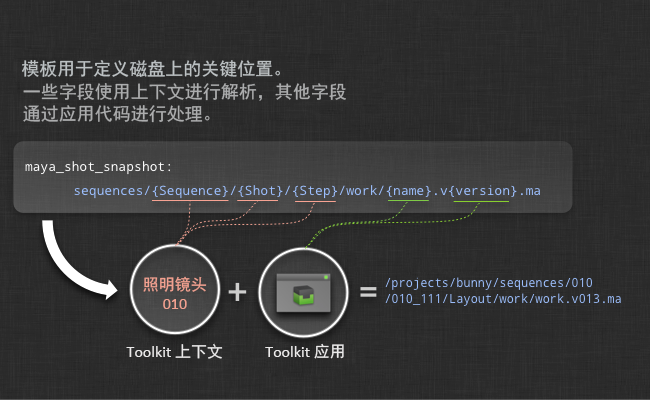 模板用于定义磁盘上的关键位置。
一些字段使用上下文进行解析，其他字段
通过应用代码进行处理。
maya_shot_snapshot:
sequences/{Sequence}/{Shot}/{Step}/work/{name}.v{version}.ma
照明镜头
010
+
=
/projects/bunny/sequences/010
/010_111/Layout/work/work.v013.ma
Toolkit 上下文
Toolkit 应用